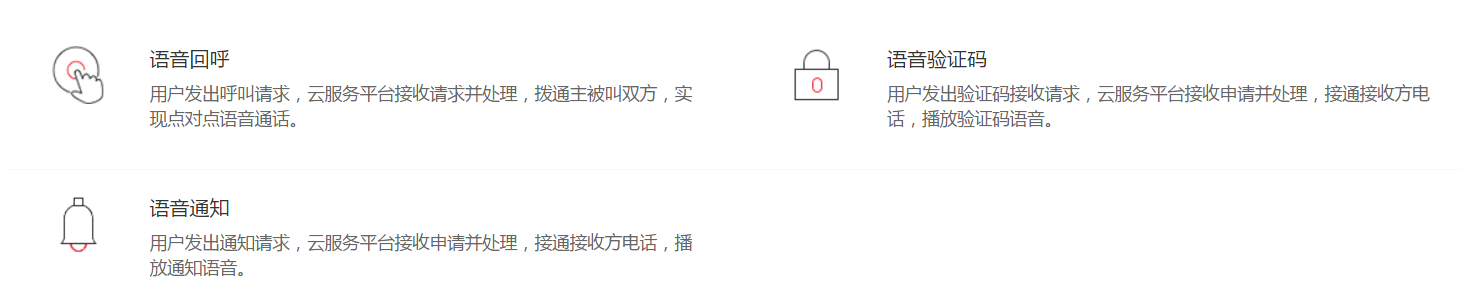 语音回呼
用户发出呼叫请求，云服务平台接收请求并处理，拨通主被叫双方，实
现点对点语音通话。
语音验证码
0
用户发出验证码接收请求，云服务平台接收申请并处理，接通接收方电
话，播放验证码语音。
语音通知
用户发出通知请求，云服务平台接收申请并处理，接通接收方电话，播
放通知语音。